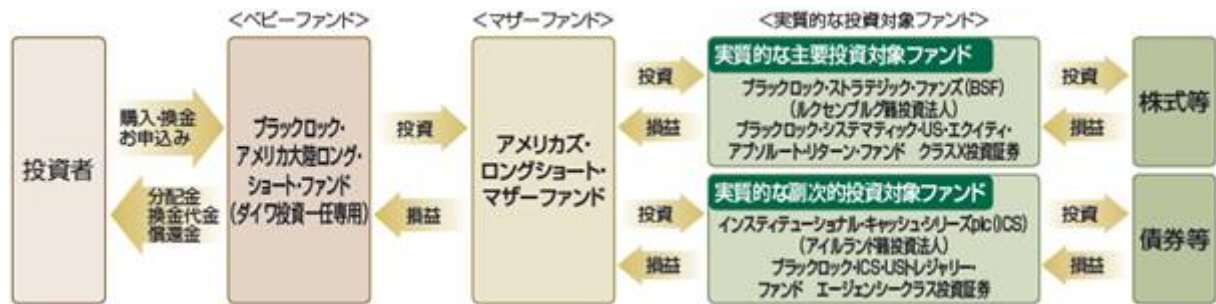 <ベビーファンド>
<マザーファンド>
<実質的な投資対象ファンド>
投資者
購入・換金
お申込み
分配金
換金代金
償還金
ブラックロック・
アメリカ大陸ロング・
ショート・ファンド
(ダイワ投資一任専用)
投資
損益
アメリカズ・
ロングショート・
マザーファンド
投資
損益
実質的な主要投資対象ファンド
ブラックロック・ストラテジック・ファンズ(BSF)
(ルクセンブルグ籍投資法人)
ブラックロック・システマティック・US・エクイティ・
アブソルート・リターン・ファンド クラスX投資証券
投資
損益
株式等
投資
損益
実質的な副次的投資対象ファンド
インスティテューショナル・キャッシュ・シリーズplc(ICS)
(アイルランド籍投資法人)
ブラックロック・ICS・USトレジャリー・
ファンド エージェンシークラス投資証券
投資
損益
債券等